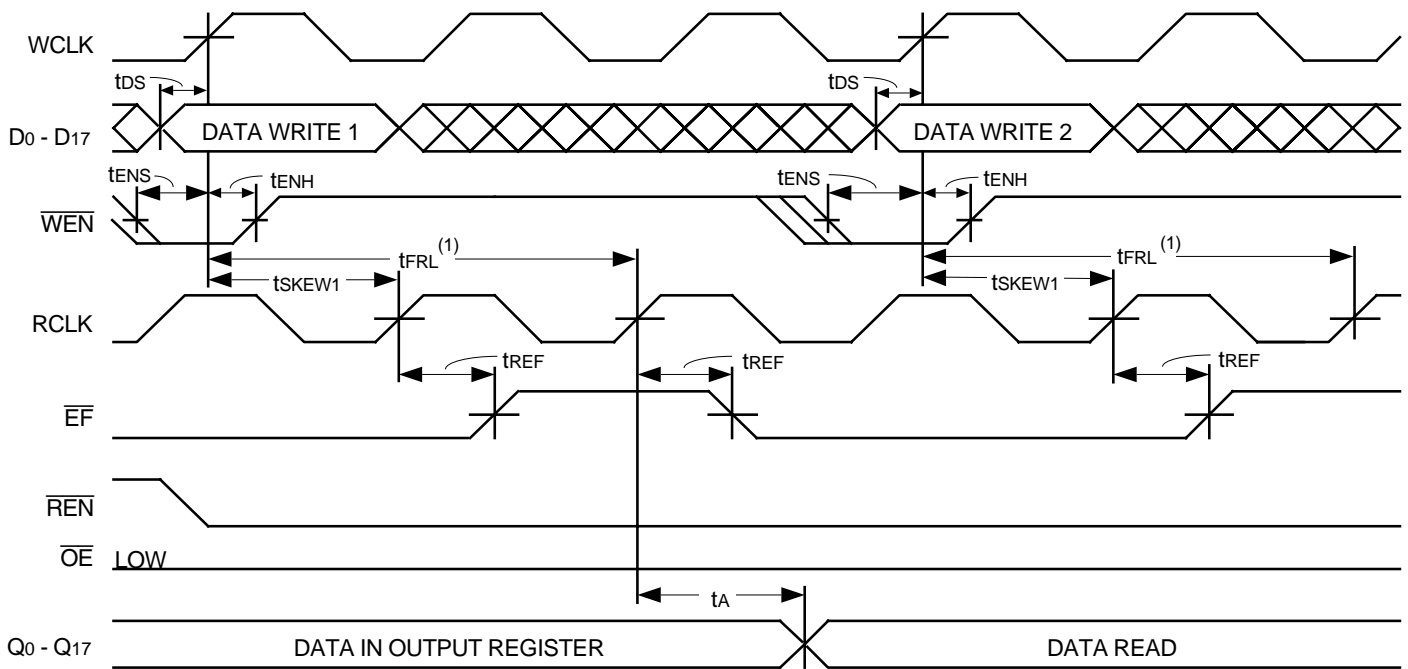 WCLK
tDS tDS
D0 - D17 DATA WRITE 1 DATA WRITE 2
tENS tENH tENS tENH
WEN
tFRL(1) tFRL(1)
tSKEW1 tSKEW1
RCLK
tREF tREF tREF
EF
REN
OE LOW
tA
Q0 - Q17 DATA IN OUTPUT REGISTER DATA READ